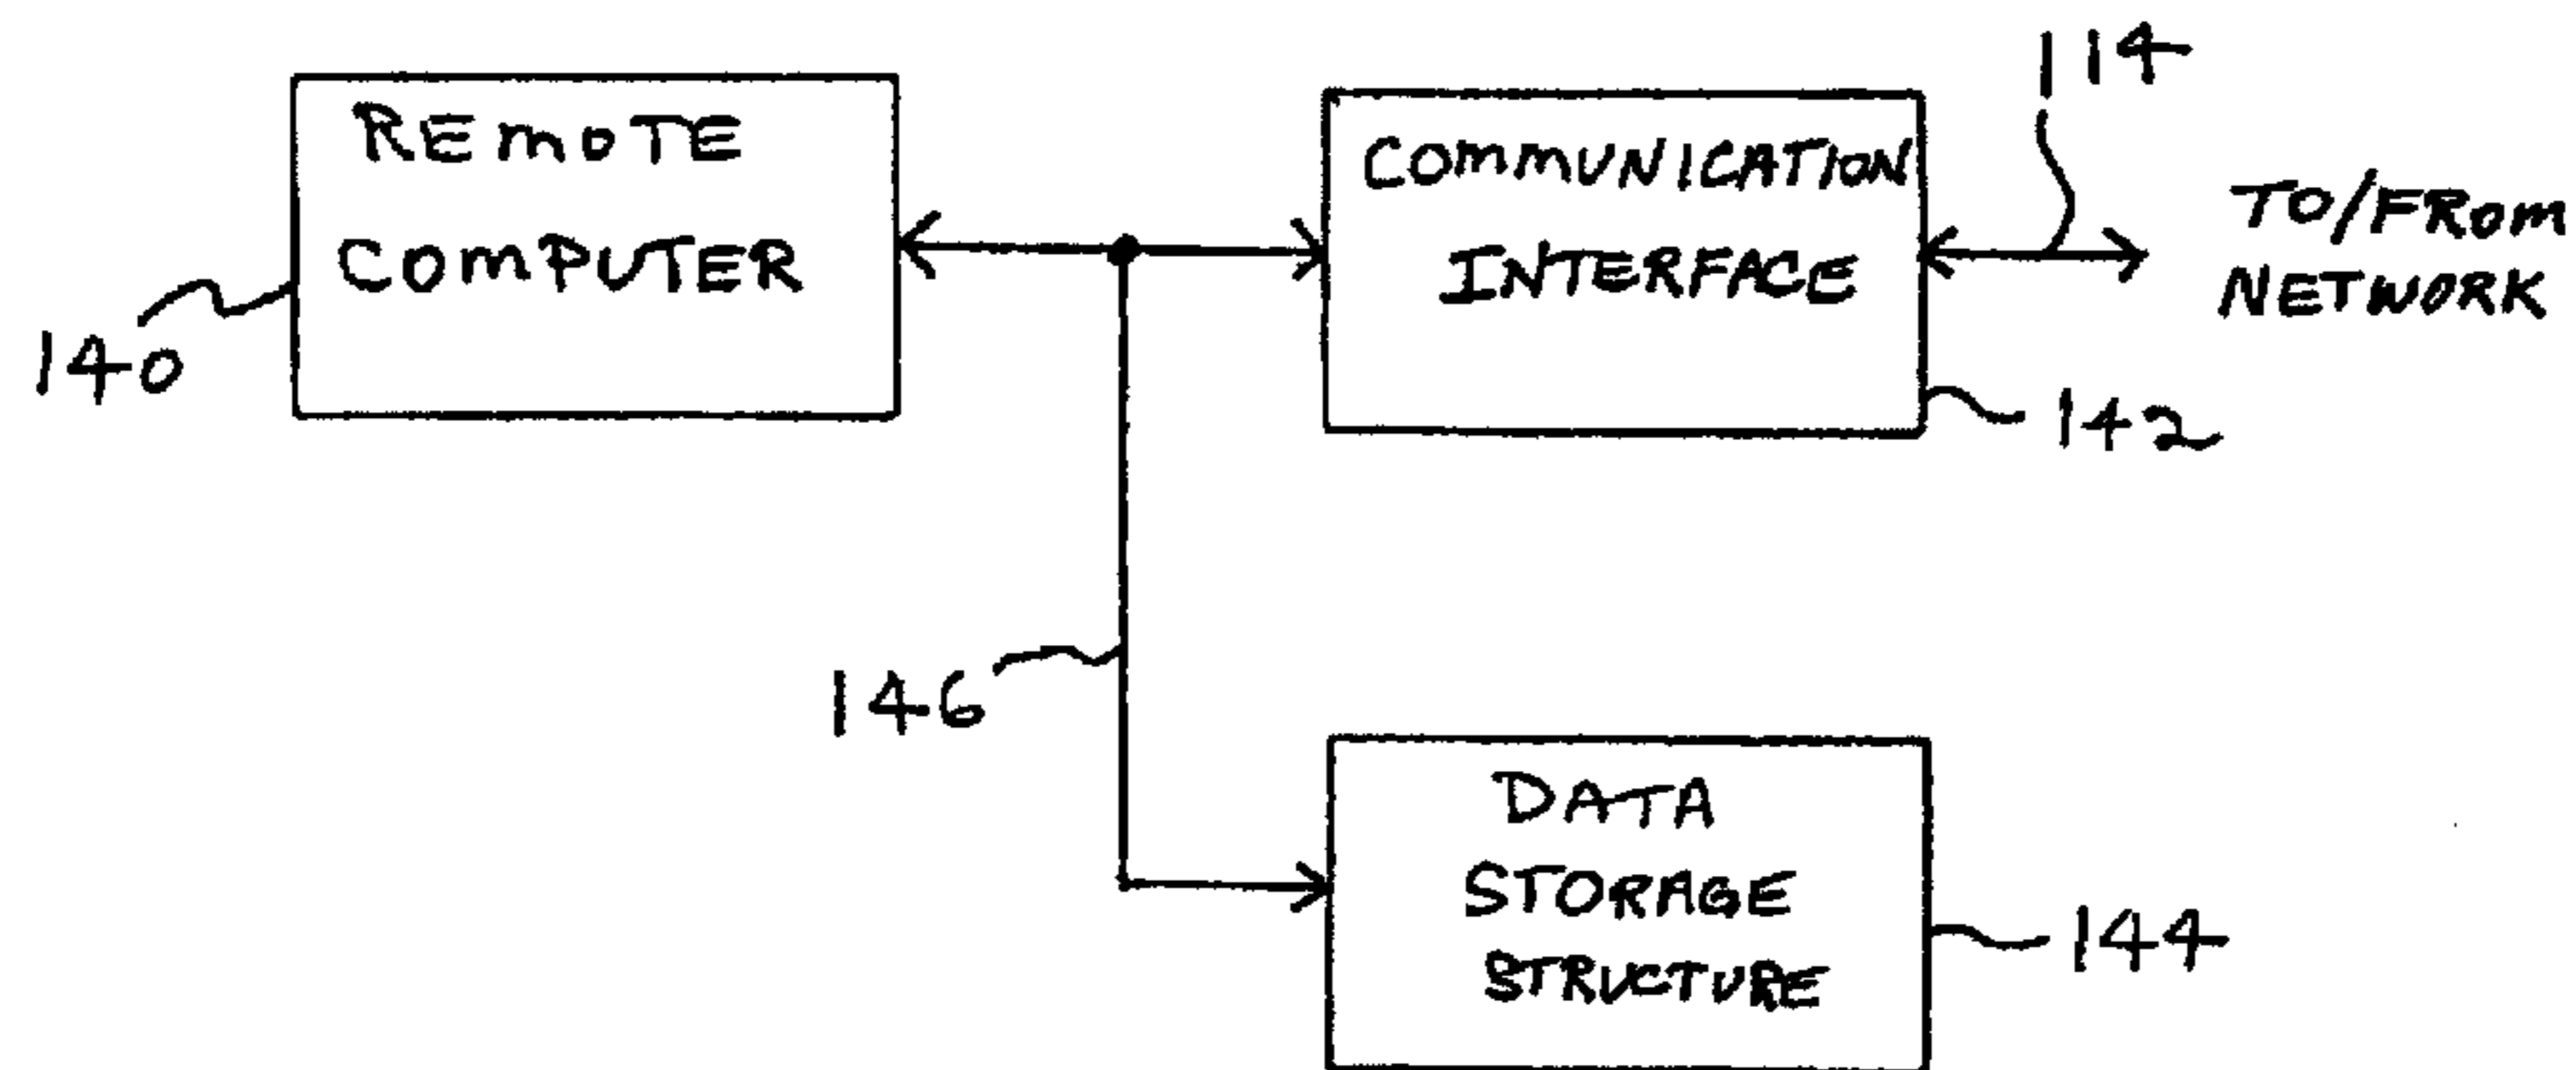 REMOTE
COMPUTER
140
COMMUNICATION
INTERFACE
114
TO/FROM
NETWORK
142
146
DATA
STORAGE
STRUCTURE
144